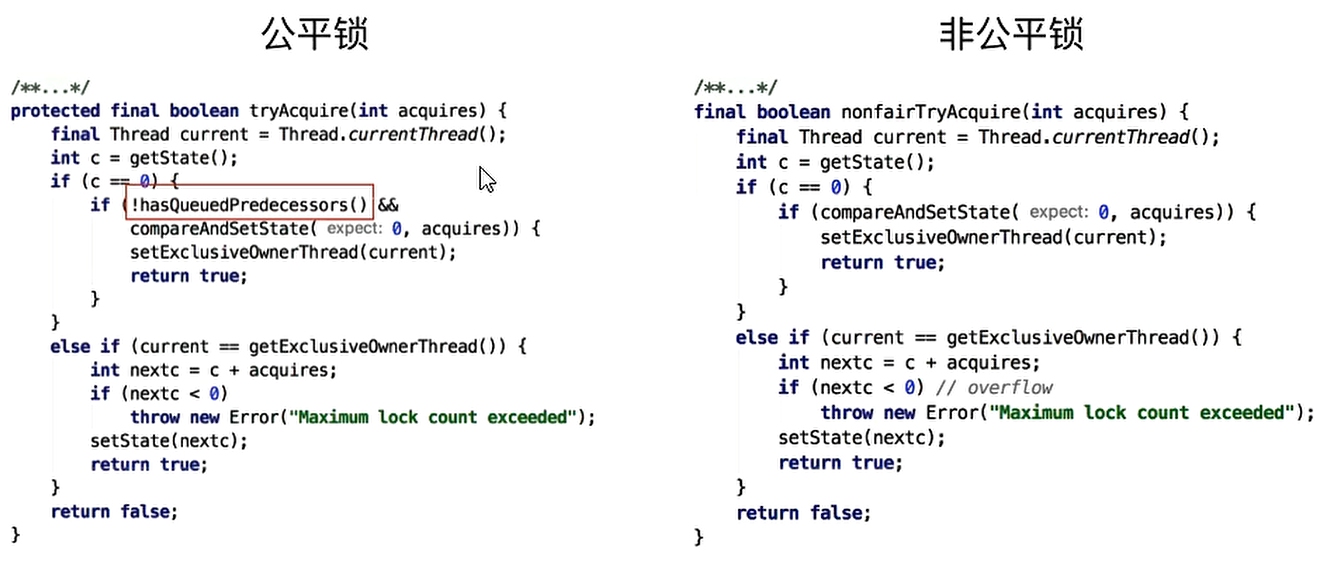 公平锁
/**...*/
protected final boolean tryAcquire(int acquires) {
    final Thread current = Thread.currentThread();
    int c = getState();
    if (c == 0) {
        if (!hasQueuedPredecessors() &&
            compareAndSetState( expect: 0, acquires)) {
            setExclusiveOwnerThread(current);
            return true;
        }
    }
    else if (current == getExclusiveOwnerThread()) {
        int nextc = c + acquires;
        if (nextc < 0)
            throw new Error("Maximum lock count exceeded");
        setState(nextc);
        return true;
    }
    return false;
}
非公平锁
/**...*/
final boolean nonfairTryAcquire(int acquires) {
    final Thread current = Thread.currentThread();
    int c = getState();
    if (c == 0) {
        if (compareAndSetState( expect: 0, acquires)) {
            setExclusiveOwnerThread(current);
            return true;
        }
    }
    else if (current == getExclusiveOwnerThread()) {
        int nextc = c + acquires;
        if (nextc < 0) // overflow
            throw new Error("Maximum lock count exceeded");
        setState(nextc);
        return true;
    }
    return false;
}